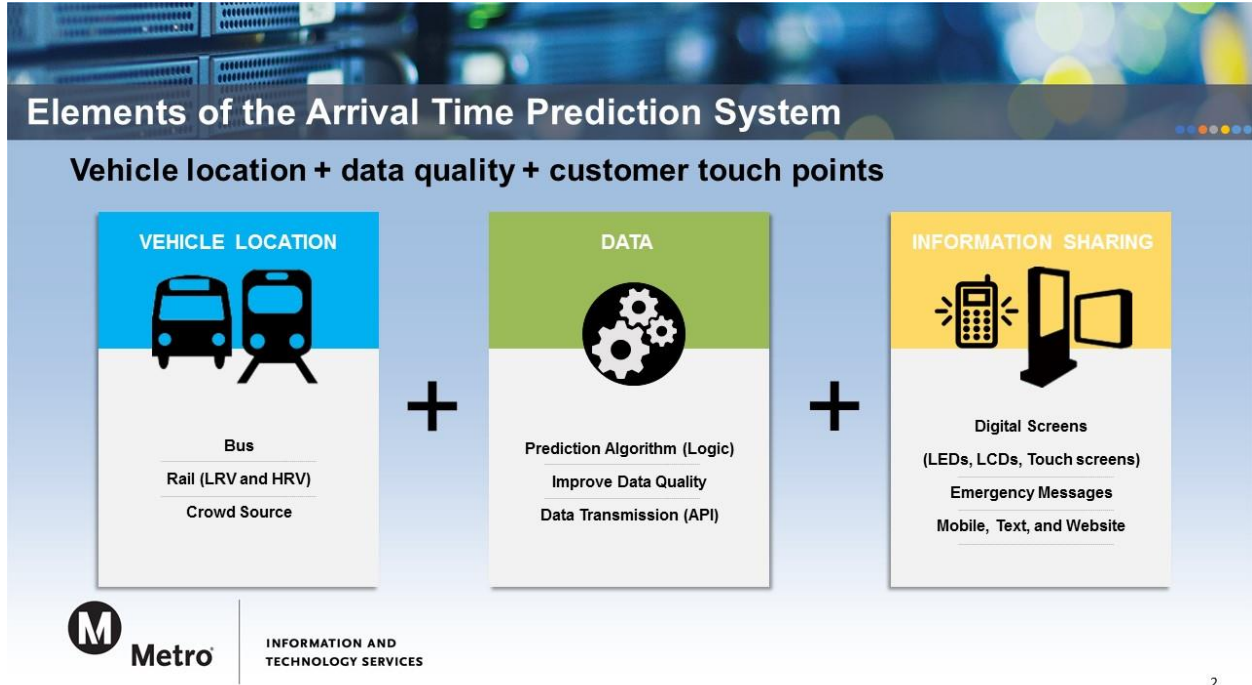 Elements of the Arrival Time Prediction System
Vehicle location + data quality + customer touch points
VEHICLE LOCATION
Bus
Rail (LRV and HRV)
Crowd Source
+
DATA
Prediction Algorithm (Logic)
Improve Data Quality
Data Transmission (API)
+
INFORMATION SHARING
Digital Screens
(LEDs, LCDs, Touch screens)
Emergency Messages
Mobile, Text, and Website
M
Metro
INFORMATION AND
TECHNOLOGY SERVICES
2